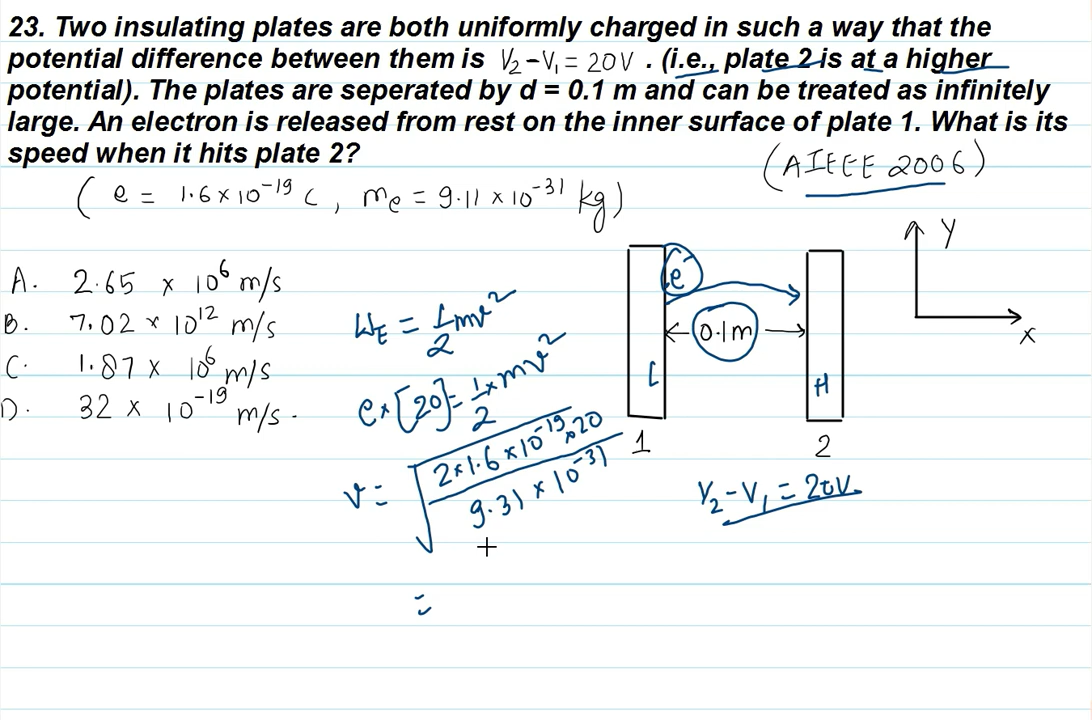 23. Two insulating plates are both uniformly charged in such a way that the
potential difference between them is V₂-V₁ = 20V . (i.e., plate 2 is at a higher
potential). The plates are seperated by d = 0.1 m and can be treated as infinitely
large. An electron is released from rest on the inner surface of plate 1. What is its
speed when it hits plate 2?
(AIEEE 2006)
( e = 1.6 × 10⁻¹⁹ C , me = 9.11 × 10⁻³¹ kg)
A. 2.65 × 10⁶ m/s
B. 7.02 × 10¹² m/s
C. 1.87 × 10⁶ m/s
D. 32 × 10⁻¹⁹ m/s.
W_E = 1/2 mv²
e × [20] = 1/2 × mv²
v = √(2×1.6×10⁻¹⁹×20 / 9.31 × 10⁻³¹)
=
e⁻
0.1m
L
H
1
2
V₂-V₁ = 20V.
Y
X